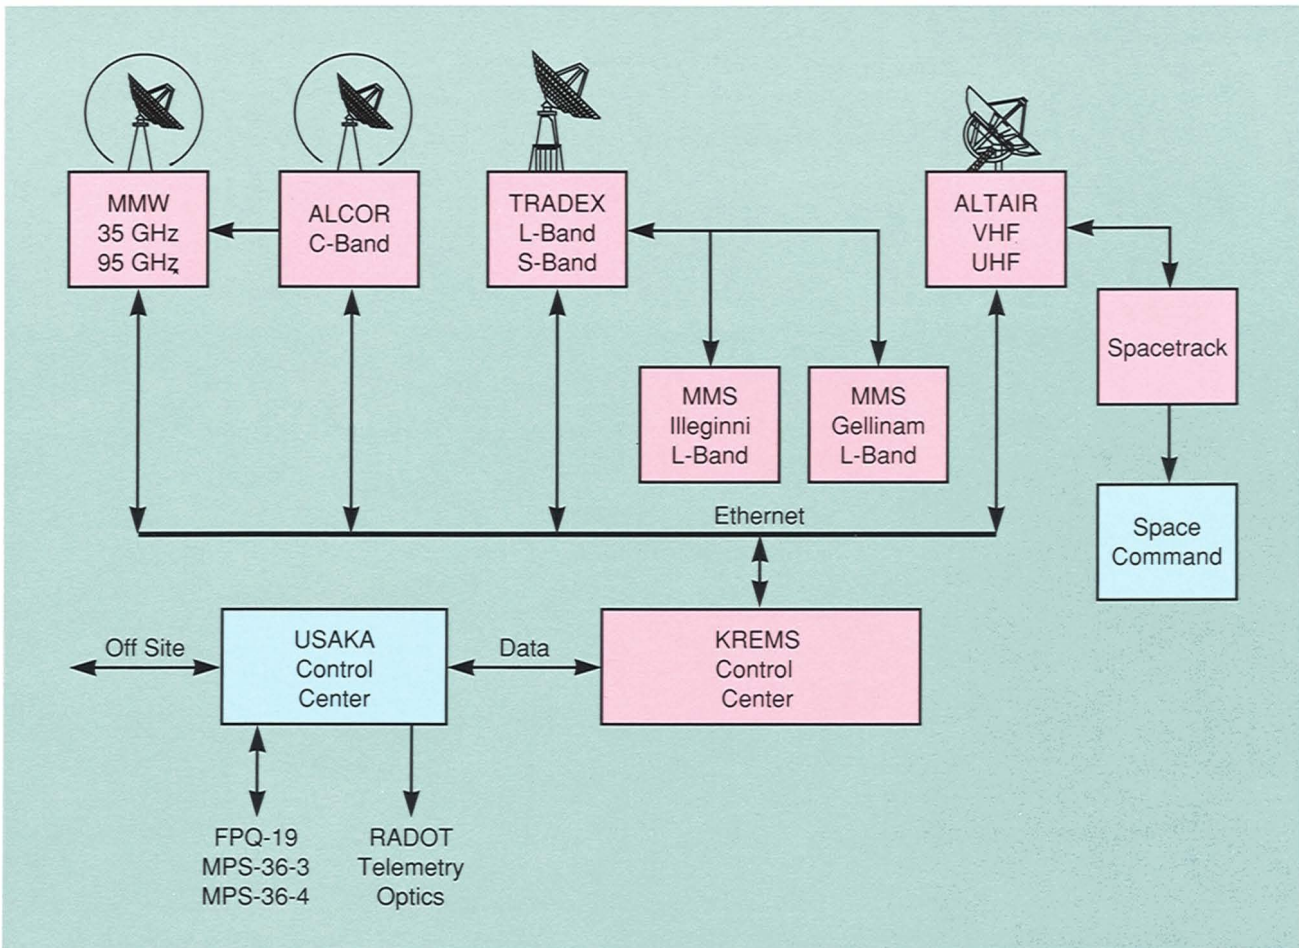 MMW
35 GHz
95 GHz
ALCOR
C-Band
TRADEX
L-Band
S-Band
ALTAIR
VHF
UHF
Spacetrack
MMS
Illeginni
L-Band
MMS
Gellinam
L-Band
Ethernet
Space
Command
Off Site
USAKA
Control
Center
Data
KREMS
Control
Center
FPQ-19
MPS-36-3
MPS-36-4
RADOT
Telemetry
Optics